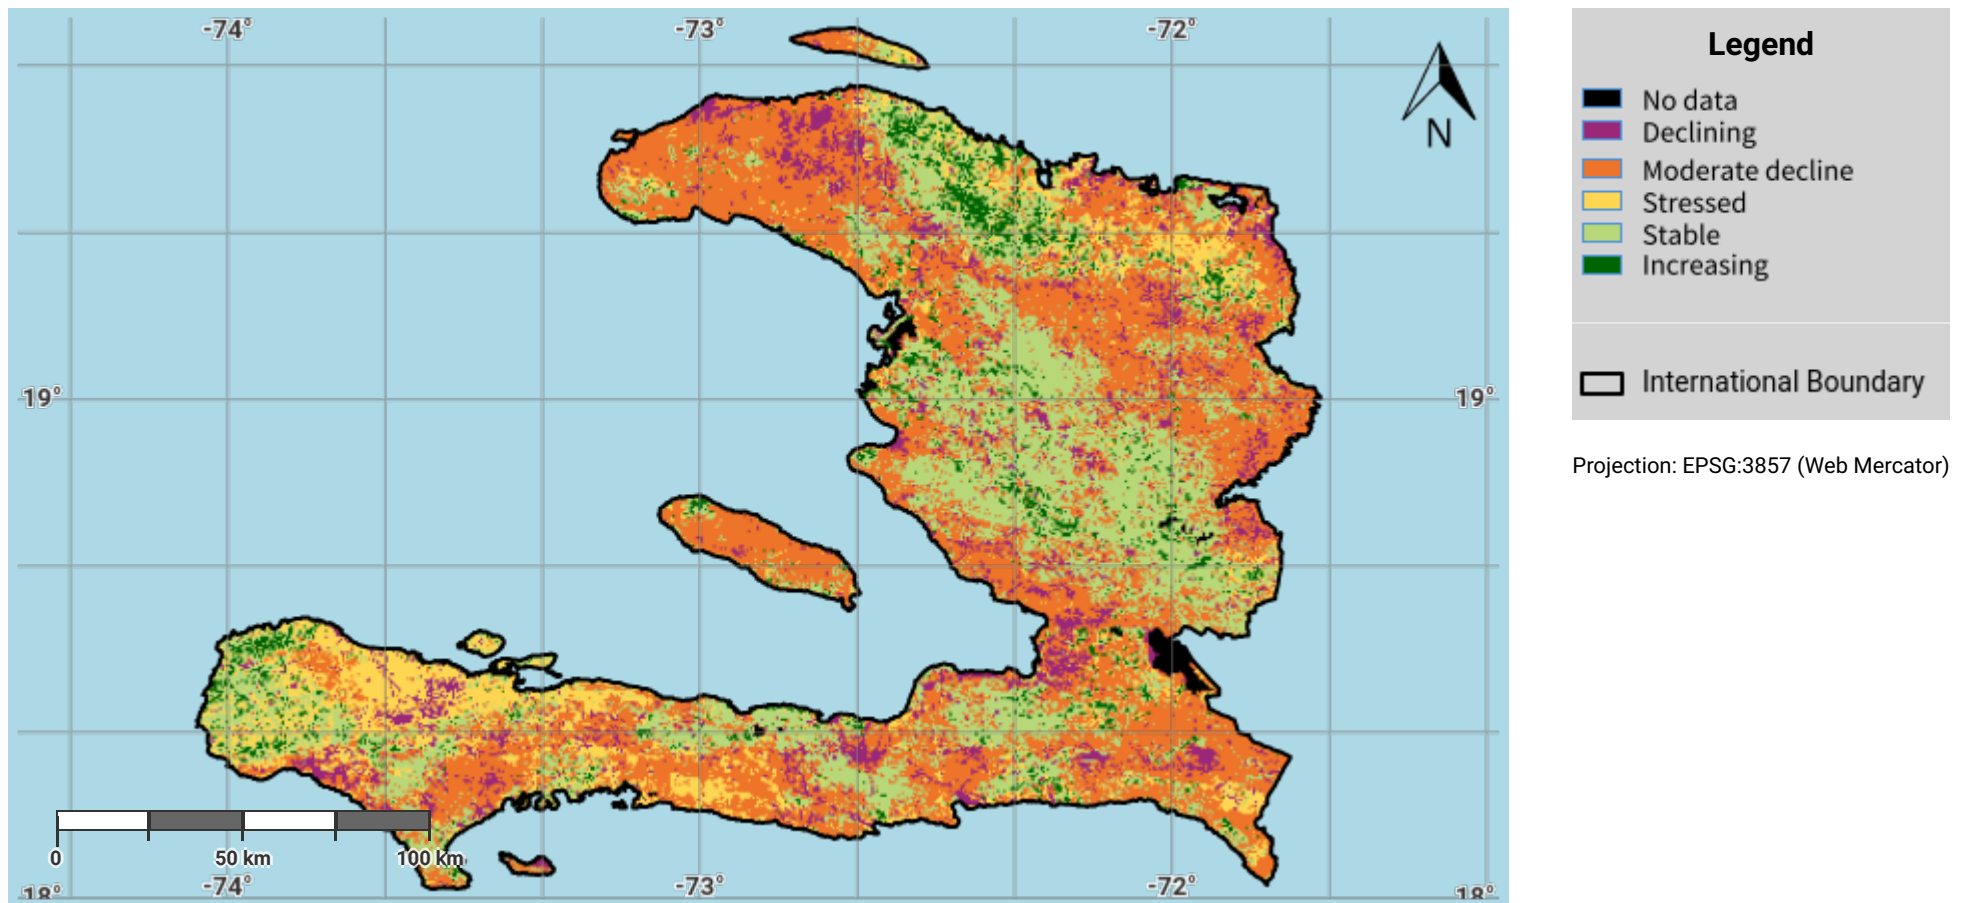 -74°
-73°
-72°
N
19°
19°
0
50 km
100 km
18°
-74°
-73°
-72°
18°
Legend
No data
Declining
Moderate decline
Stressed
Stable
Increasing
International Boundary
Projection: EPSG:3857 (Web Mercator)